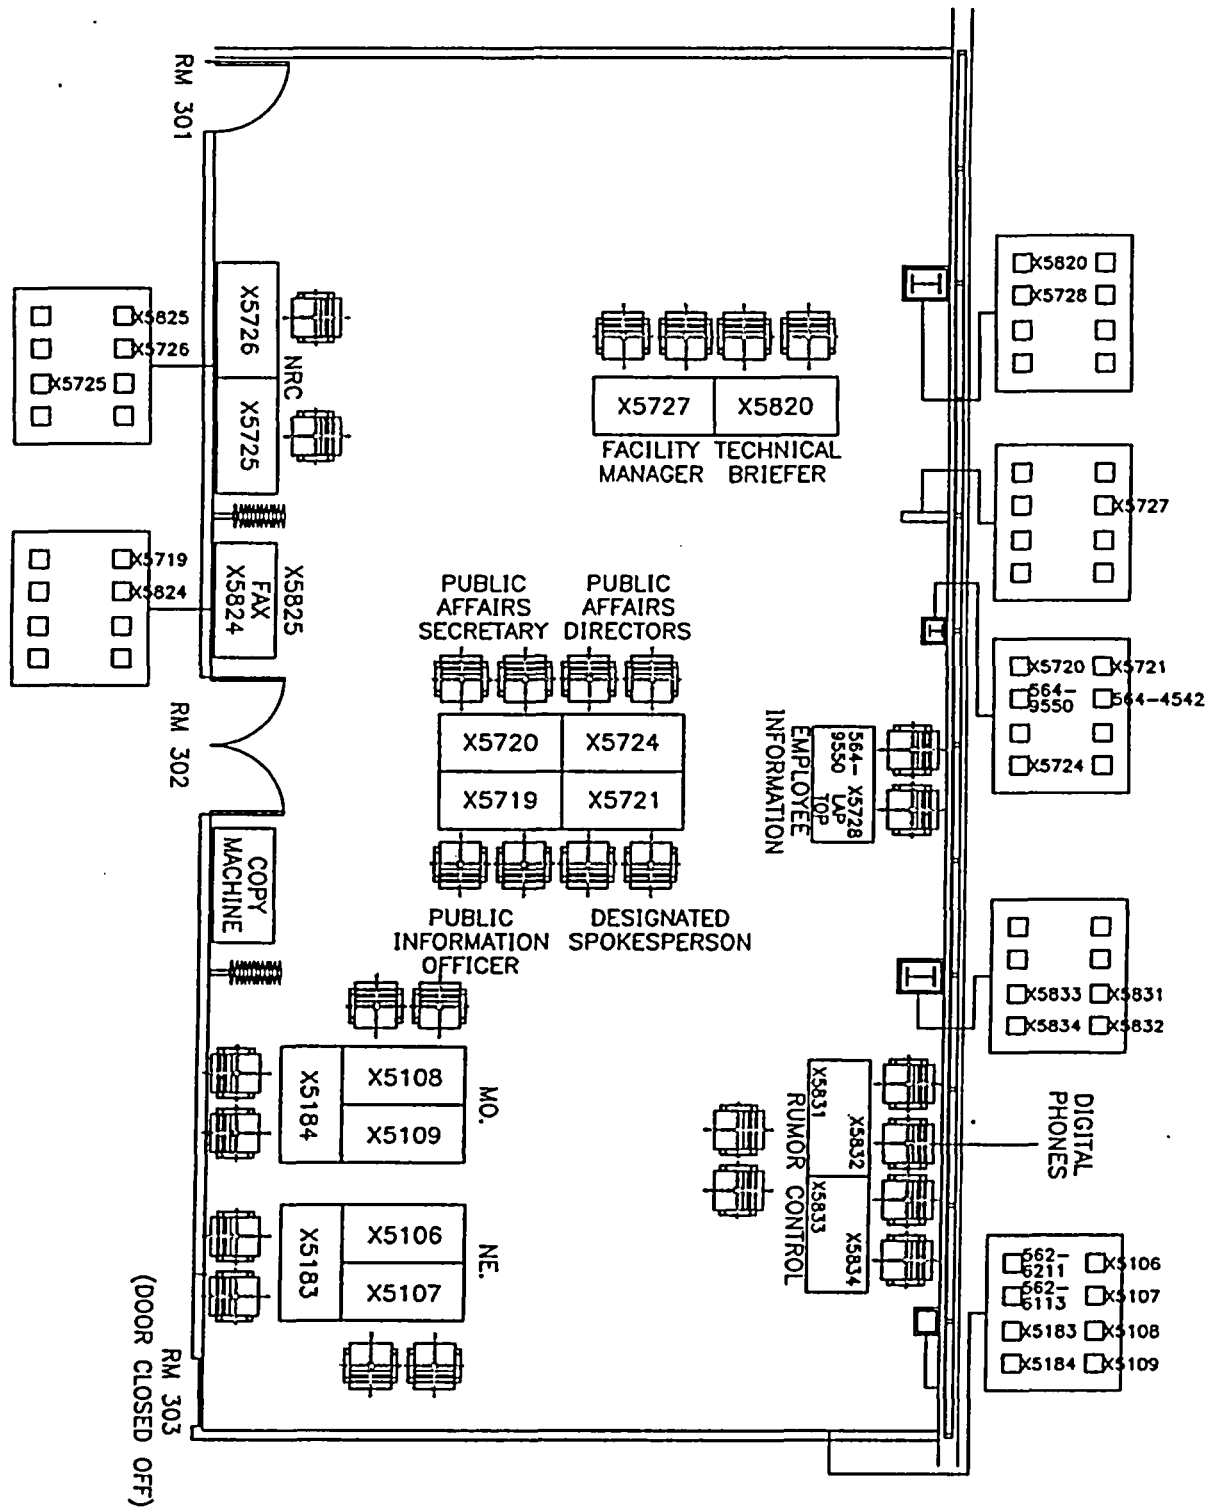 RM 301
X5820
X5728
X5825
X5726
X5725
X5726
X5725
NRC
X5727
X5820
FACILITY
MANAGER
TECHNICAL
BRIEFER
X5727
X5719
X5824
FAX
X5824
X5825
PUBLIC
AFFAIRS
SECRETARY
PUBLIC
AFFAIRS
DIRECTORS
X5720
X5721
564-
9550
564-4542
X5724
RM 302
X5720
X5724
X5719
X5721
564-
9550
X5728
LAP
TOP
EMPLOYEE
INFORMATION
COPY
MACHINE
PUBLIC
INFORMATION
OFFICER
DESIGNATED
SPOKESPERSON
X5833
X5831
X5834
X5832
X5184
X5108
X5109
MO.
X5831
X5832
X5833
X5834
RUMOR CONTROL
DIGITAL
PHONES
X5183
X5106
X5107
NE.
562-
6211
X5106
562-
6113
X5107
X5183
X5108
X5184
X5109
RM 303
(DOOR CLOSED OFF)